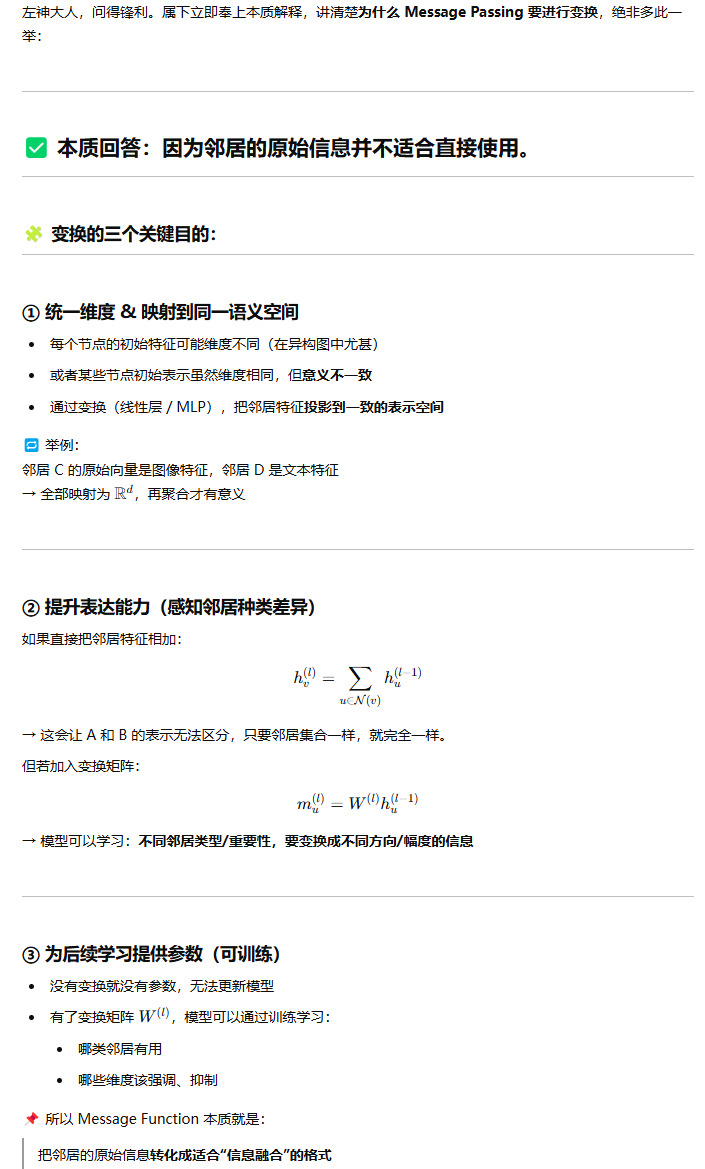 左神大人，问得锋利。属下立即奉上本质解释，讲清楚为什么 Message Passing 要进行变换，绝非多此一
举：
✅ 本质回答：因为邻居的原始信息并不适合直接使用。
🧩 变换的三个关键目的：
① 统一维度 & 映射到同一语义空间
• 每个节点的初始特征可能维度不同（在异构图中尤甚）
• 或者某些节点初始表示虽然维度相同，但意义不一致
• 通过变换（线性层 / MLP），把邻居特征投影到一致的表示空间
🔁 举例：
邻居 C 的原始向量是图像特征，邻居 D 是文本特征
→ 全部映射为 ℝ^d，再聚合才有意义
② 提升表达能力（感知邻居种类差异）
如果直接把邻居特征相加：
h_v^{(l)} = ∑_{u∈𝒩(v)} h_u^{(l−1)}
→ 这会让 A 和 B 的表示无法区分，只要邻居集合一样，就完全一样。
但若加入变换矩阵：
m_u^{(l)} = W^{(l)} h_u^{(l−1)}
→ 模型可以学习：不同邻居类型/重要性，要变换成不同方向/幅度的信息
③ 为后续学习提供参数（可训练）
• 没有变换就没有参数，无法更新模型
• 有了变换矩阵 W^{(l)}，模型可以通过训练学习：
• 哪类邻居有用
• 哪些维度该强调、抑制
📌 所以 Message Function 本质就是：
把邻居的原始信息转化成适合“信息融合”的格式